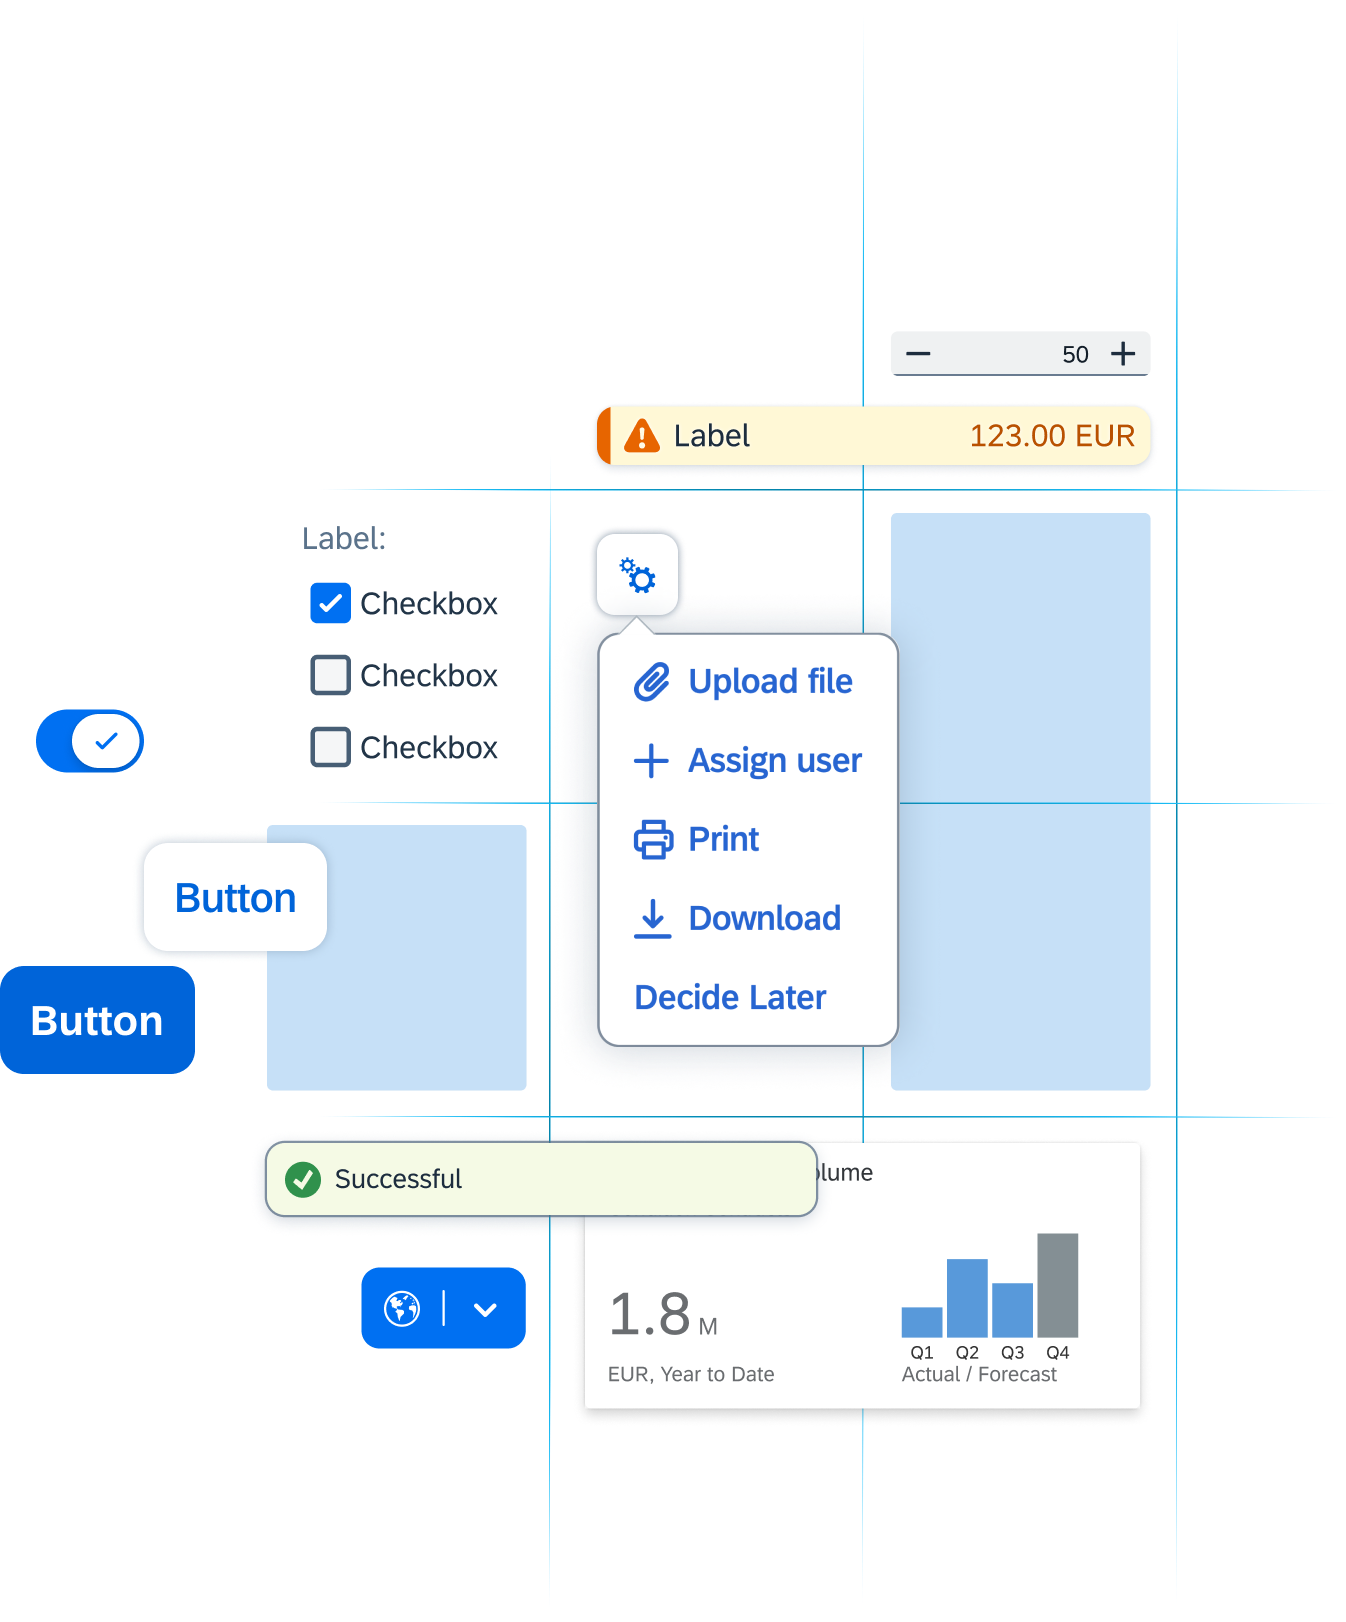 50
Label
123.00 EUR
Label:
Checkbox
Checkbox
Checkbox
Upload file
Assign user
Print
Download
Decide Later
Button
Button
Successful
1.8 M
EUR, Year to Date
Q1 Q2 Q3 Q4
Actual / Forecast